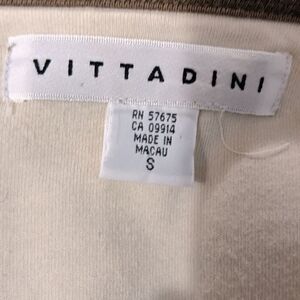 VITTADINI
RN 57675
CA 09914
MADE IN
MACAU
S